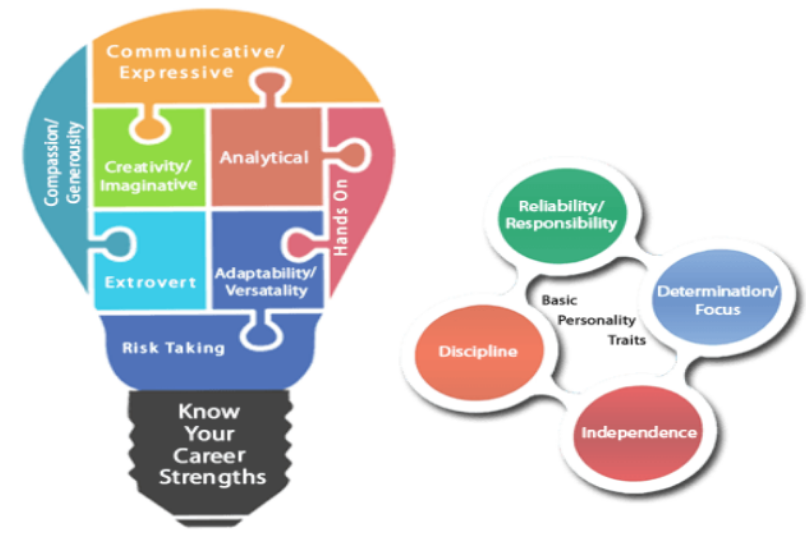 Communicative/
Expressive
Compassion/
Generousity
Creativity/
Imaginative
Analytical
Hands On
Extrovert
Adaptability/
Versatality
Risk Taking
Know
Your
Career
Strengths
Reliability/
Responsibility
Determination/
Focus
Basic
Personality
Traits
Discipline
Independence